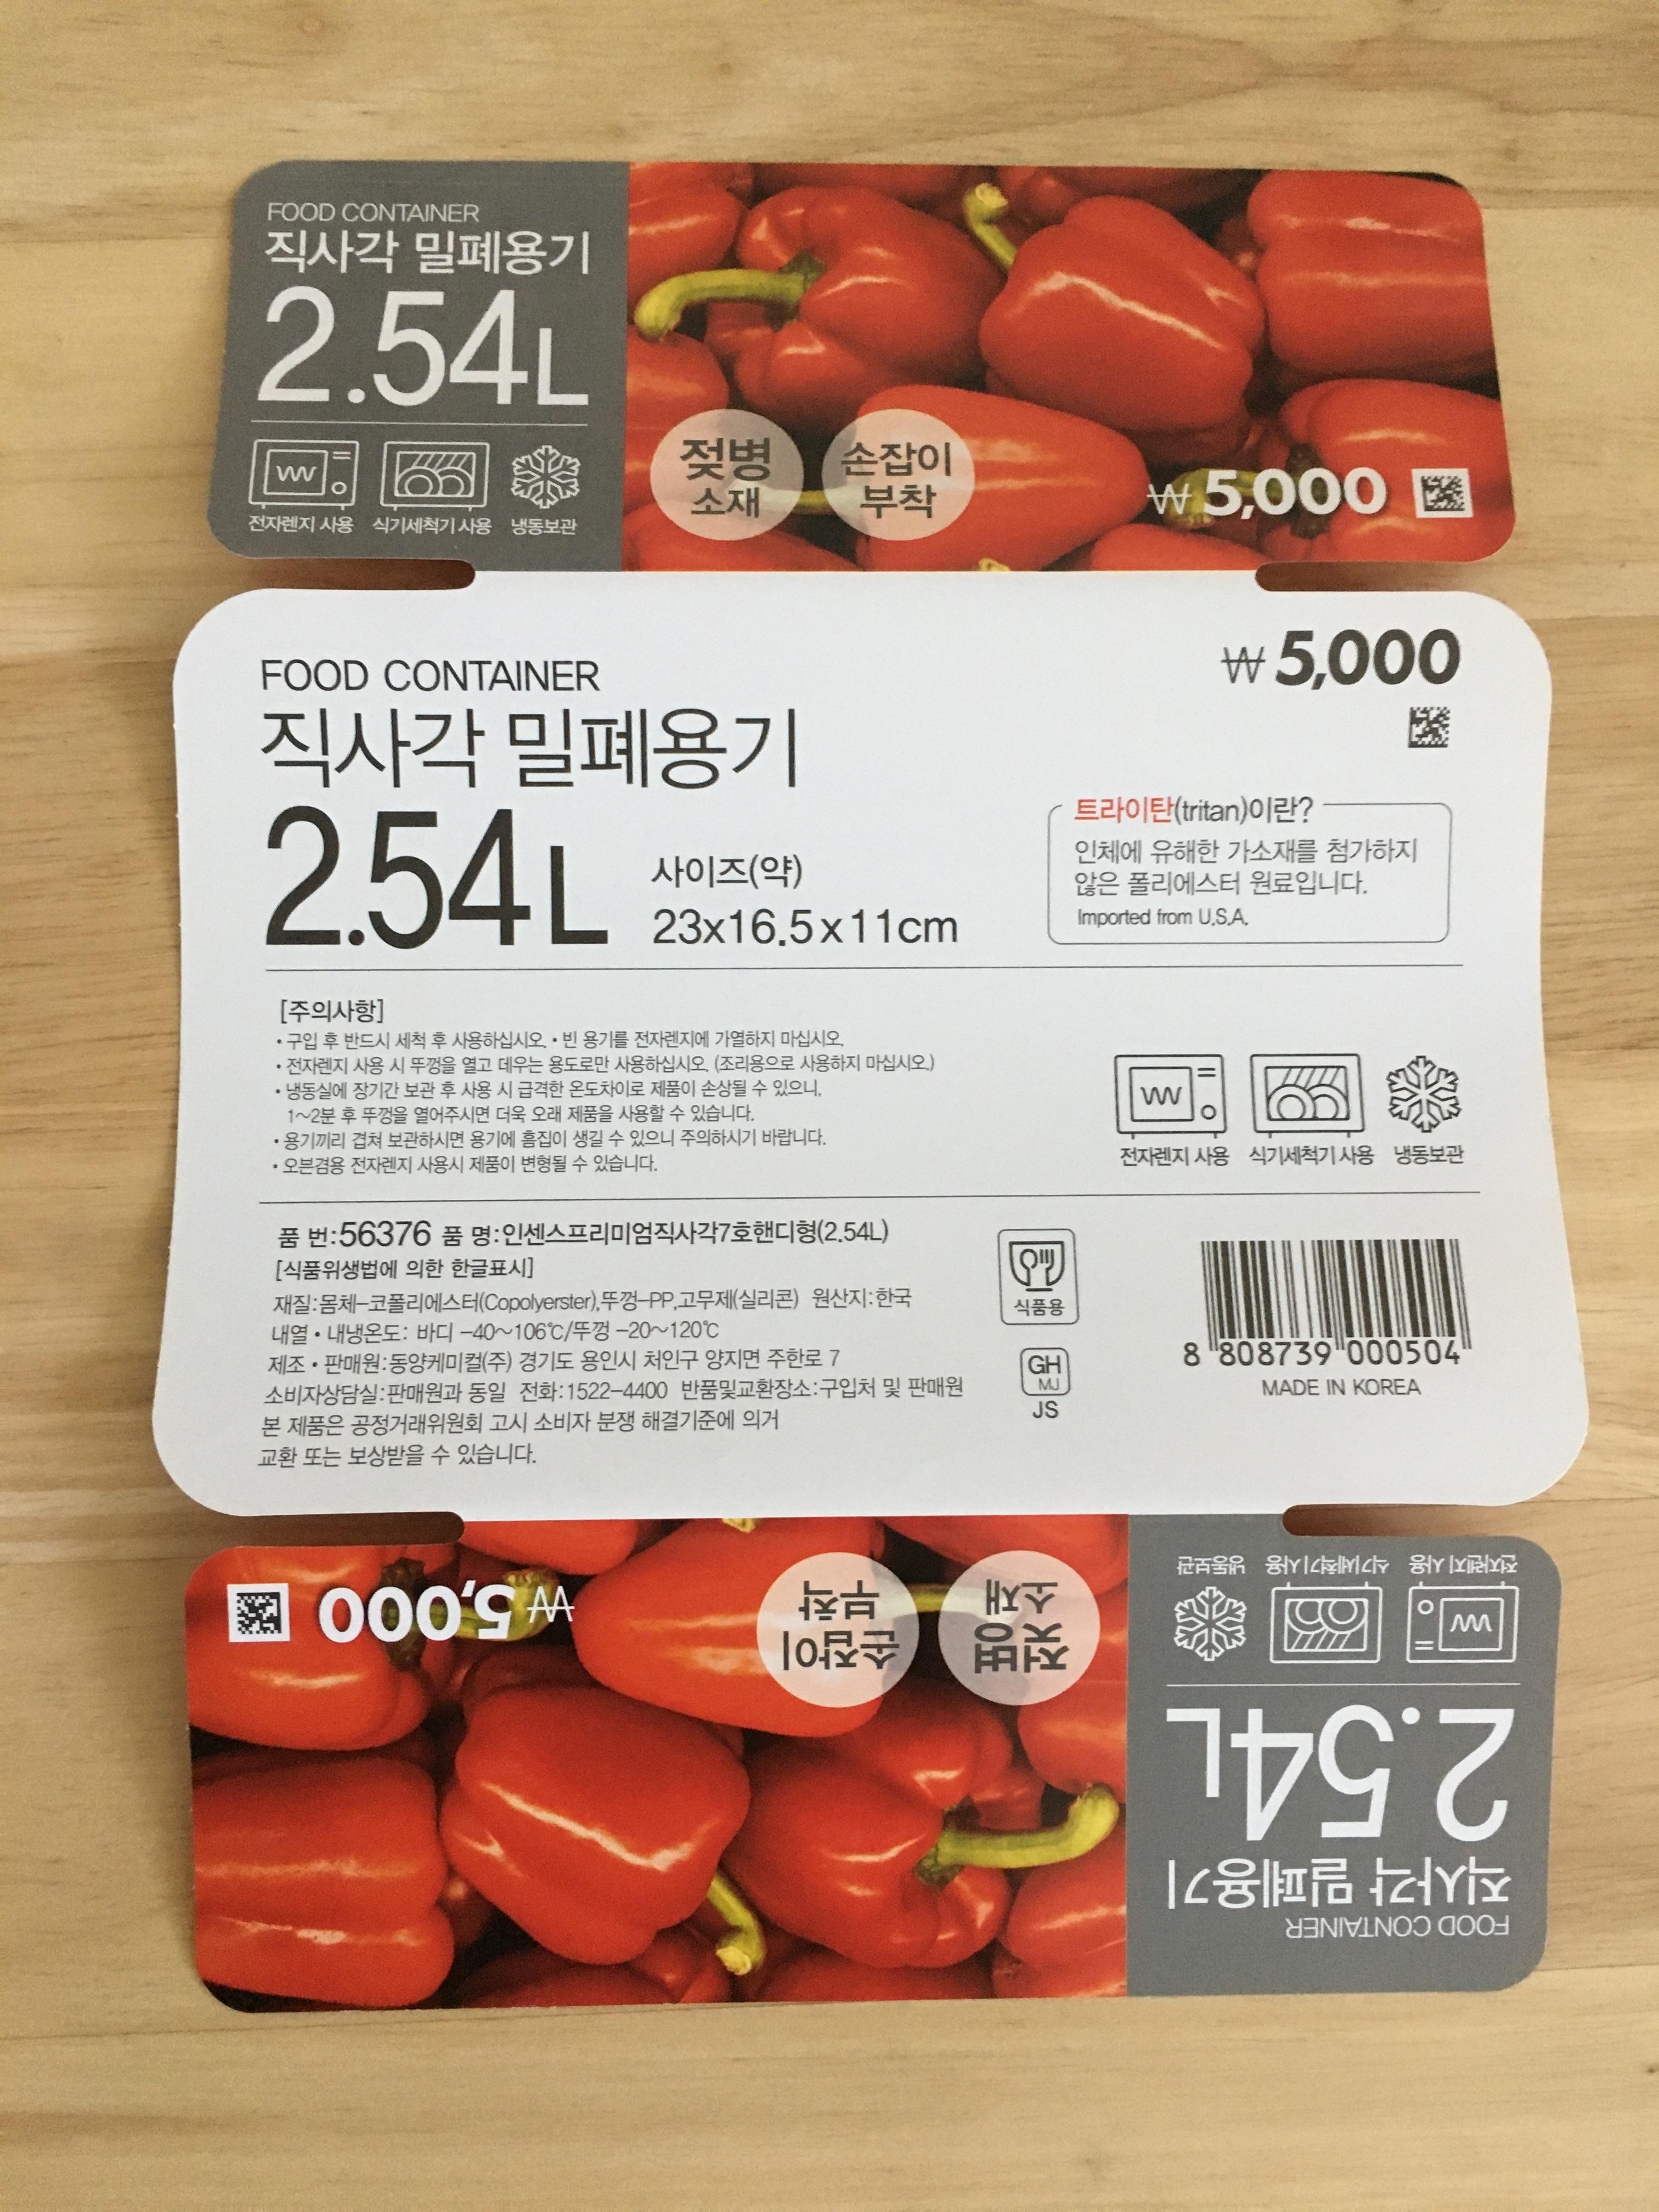 FOOD CONTAINER
직사각 밀폐용기
2.54L
전자렌지 사용 식기세척기 사용 냉동보관
젖병
소재
손잡이
부착
₩ 5,000
FOOD CONTAINER
직사각 밀폐용기
2.54L
사이즈(약)
23x16.5x11cm
₩ 5,000
트라이탄(tritan)이란?
인체에 유해한 가소재를 첨가하지
않은 폴리에스터 원료입니다.
Imported from U.S.A.
[주의사항]
• 구입 후 반드시 세척 후 사용하십시오. • 빈 용기를 전자렌지에 가열하지 마십시오.
• 전자렌지 사용 시 뚜껑을 열고 데우는 용도로만 사용하십시오. (조리용으로 사용하지 마십시오.)
• 냉동실에 장기간 보관 후 사용 시 급격한 온도차이로 제품이 손상될 수 있으니,
1~2분 후 뚜껑을 열어주시면 더욱 오래 제품을 사용할 수 있습니다.
• 용기끼리 겹쳐 보관하시면 용기에 흠집이 생길 수 있으니 주의하시기 바랍니다.
• 오븐겸용 전자렌지 사용시 제품이 변형될 수 있습니다.
전자렌지 사용 식기세척기 사용 냉동보관
품 번:56376 품 명:인센스프리미엄직사각7호핸디형(2.54L)
[식품위생법에 의한 한글표시]
재질:몸체-코폴리에스터(Copolyerster),뚜껑-PP,고무제(실리콘) 원산지:한국
내열 • 내냉온도: 바디 -40~106℃/뚜껑 -20~120℃
제조 • 판매원:동양케미컬(주) 경기도 용인시 처인구 양지면 주한로 7
소비자상담실:판매원과 동일 전화:1522-4400 반품및교환장소:구입처 및 판매원
본 제품은 공정거래위원회 고시 소비자 분쟁 해결기준에 의거
교환 또는 보상받을 수 있습니다.
식품용
GH
MJ
JS
8 808739 000504
MADE IN KOREA
FOOD CONTAINER
직사각 밀폐용기
2.54L
전자렌지 사용 식기세척기 사용 냉동보관
젖병
소재
손잡이
부착
₩ 5,000